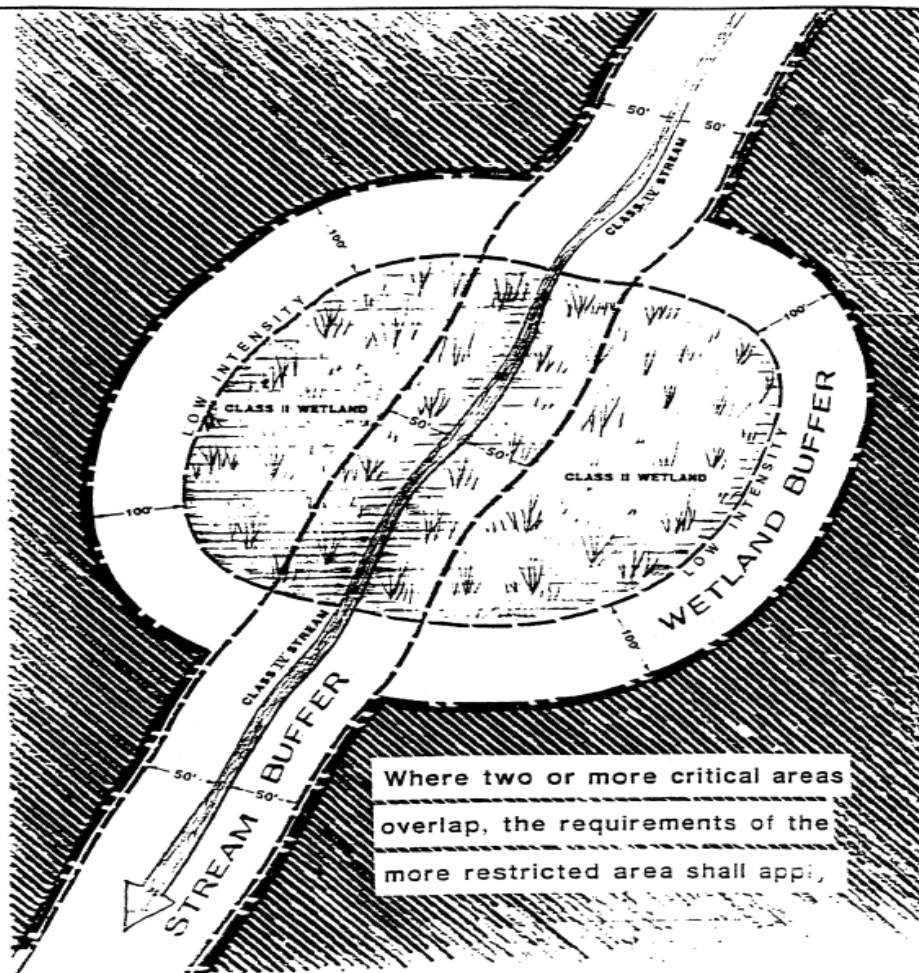 50'
50'
CLASS IV STREAM
100'
100'
LOW INTENSITY
CLASS II WETLAND
50'
50'
CLASS II WETLAND
LOW INTENSITY
WETLAND BUFFER
100'
100'
CLASS IV STREAM
STREAM BUFFER
50'
50'
Where two or more critical areas
overlap, the requirements of the
more restricted area shall apply